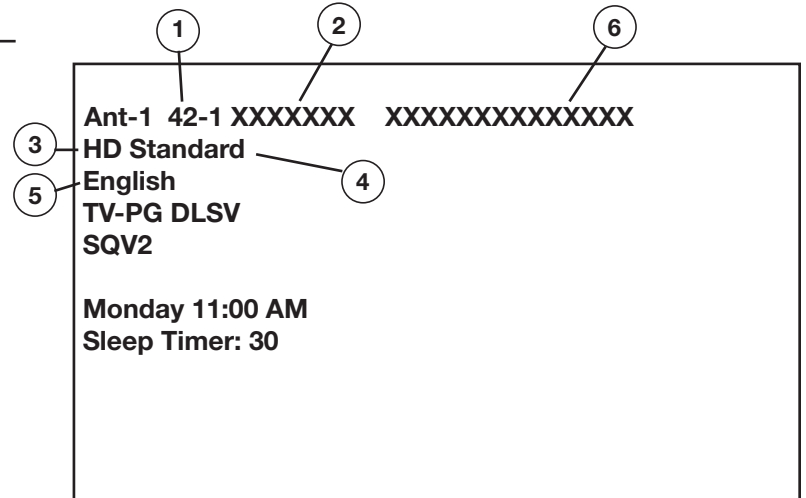 1 2 6
Ant-1 42-1 XXXXXXX XXXXXXXXXXXXXX
3 HD Standard
5 English 4
TV-PG DLSV
SQV2
Monday 11:00 AM
Sleep Timer: 30